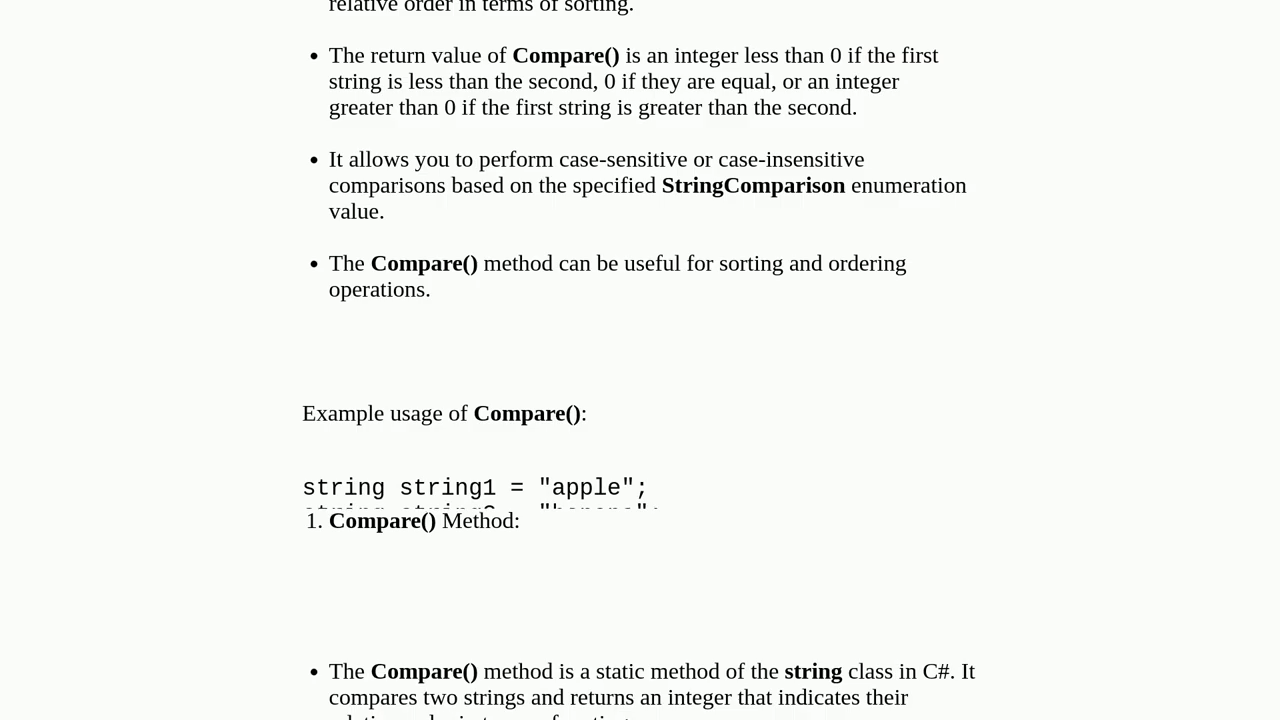 relative order in terms of sorting.
• The return value of Compare() is an integer less than 0 if the first
string is less than the second, 0 if they are equal, or an integer
greater than 0 if the first string is greater than the second.
• It allows you to perform case-sensitive or case-insensitive
comparisons based on the specified StringComparison enumeration
value.
• The Compare() method can be useful for sorting and ordering
operations.
Example usage of Compare():
string string1 = "apple";
1. Compare() Method:
• The Compare() method is a static method of the string class in C#. It
compares two strings and returns an integer that indicates their